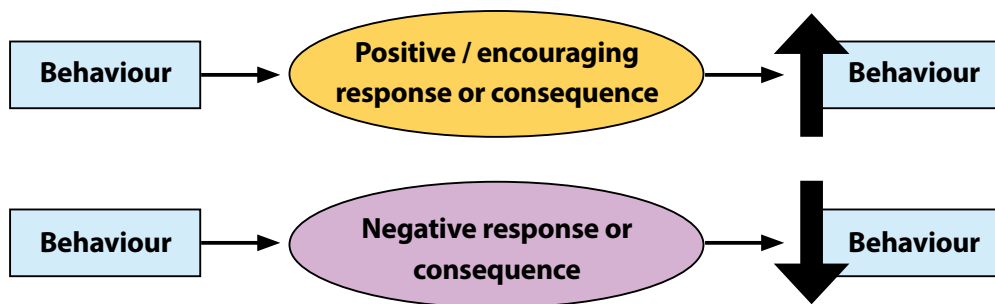 Behaviour
Positive / encouraging
response or consequence
Behaviour
Behaviour
Negative response or
consequence
Behaviour